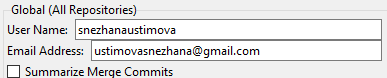 Global (All Repositories)
User Name: snezhanaustimova
Email Address: ustimovasnezhana@gmail.com
Summarize Merge Commits